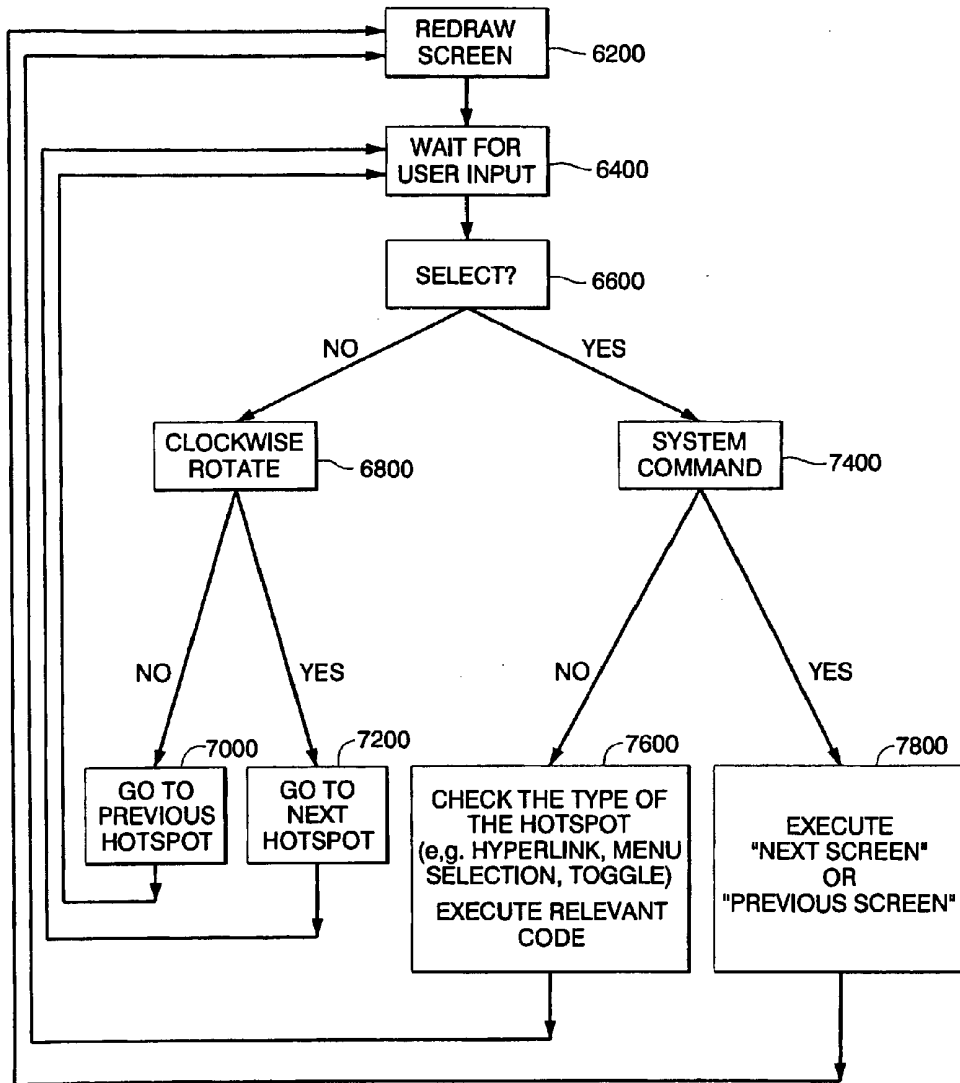 REDRAW
SCREEN
6200
WAIT FOR
USER INPUT
6400
SELECT?
6600
NO
YES
CLOCKWISE
ROTATE
6800
SYSTEM
COMMAND
7400
NO
YES
NO
YES
7000
GO TO
PREVIOUS
HOTSPOT
7200
GO TO
NEXT
HOTSPOT
7600
CHECK THE TYPE OF
THE HOTSPOT
(e,g. HYPERLINK, MENU
SELECTION, TOGGLE)
EXECUTE RELEVANT
CODE
7800
EXECUTE
"NEXT SCREEN"
OR
"PREVIOUS SCREEN"